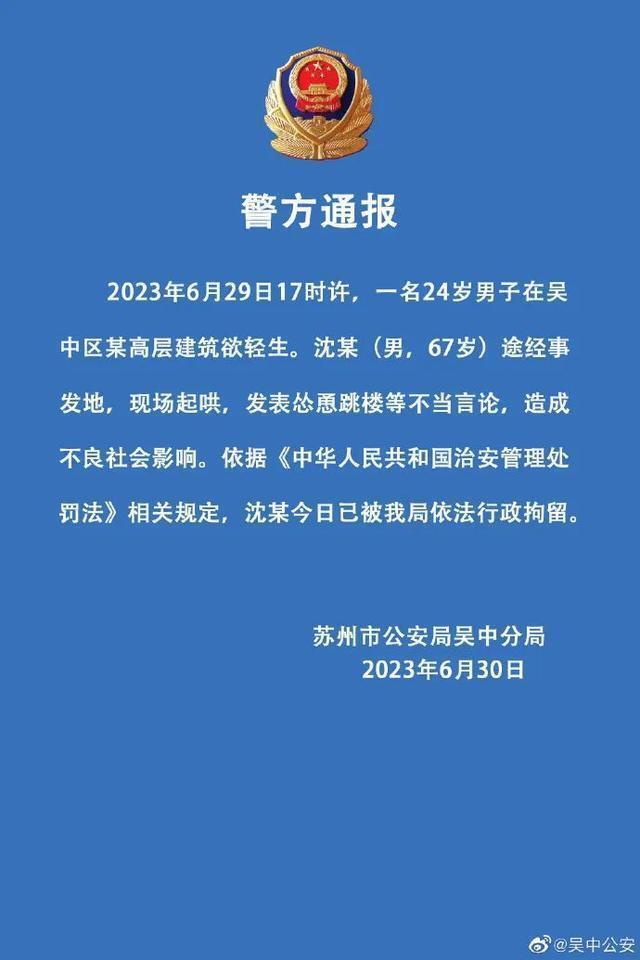 警方通报
2023年6月29日17时许，一名24岁男子在吴
中区某高层建筑欲轻生。沈某（男，67岁）途经事
发地，现场起哄，发表怂恿跳楼等不当言论，造成
不良社会影响。依据《中华人民共和国治安管理处
罚法》相关规定，沈某今日已被我局依法行政拘留。
苏州市公安局吴中分局
2023年6月30日
@吴中公安